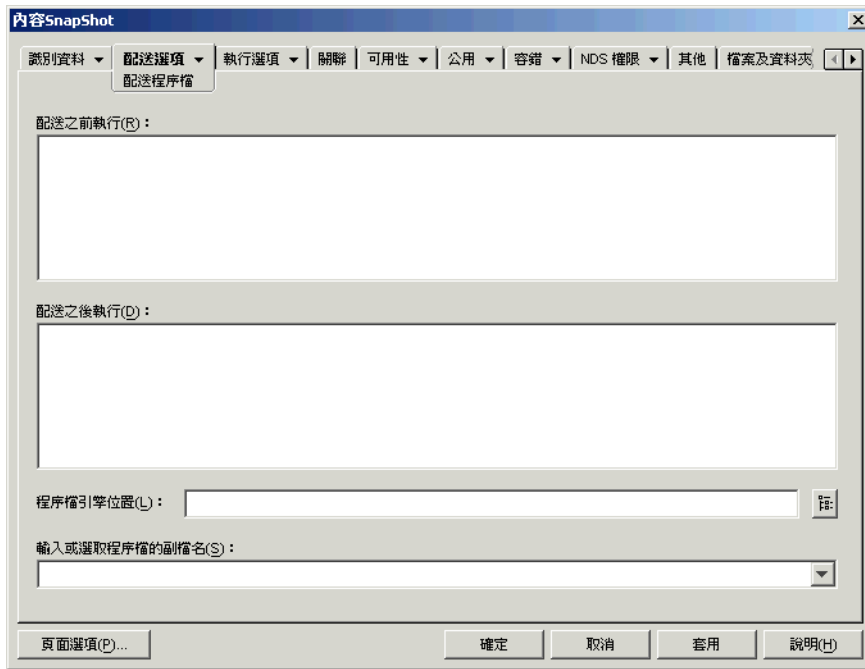 內容SnapShot
識別資料 配送選項 執行選項 關聯 可用性 公用 容錯 NDS 權限 其他 檔案及資料夾
配送程序檔
配送之前執行(R)：
配送之後執行(D)：
程序檔引擎位置(L)：
輸入或選取程序檔的副檔名(S)：
頁面選項(P)... 確定 取消 套用 說明(H)